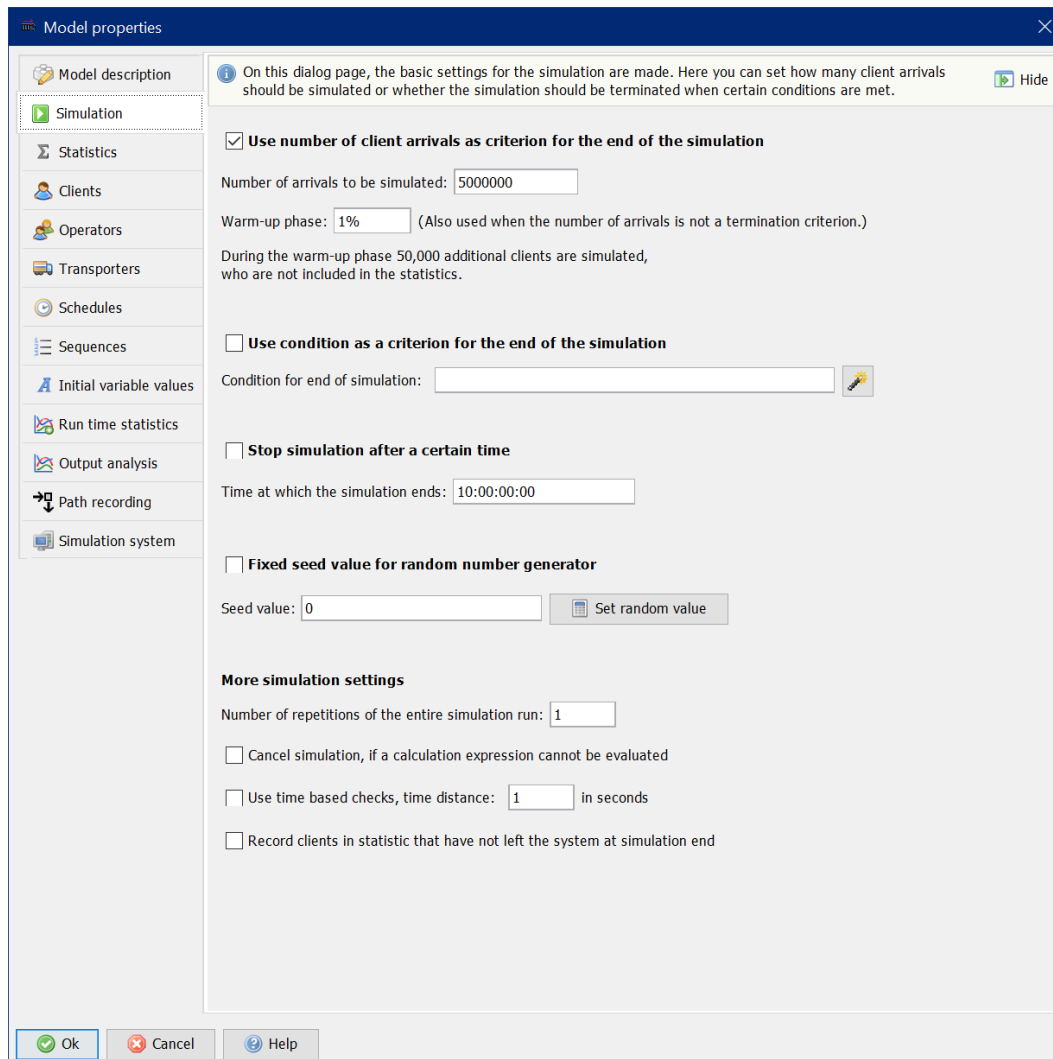 Model properties
Model description
Simulation
Statistics
Clients
Operators
Transporters
Schedules
Sequences
Initial variable values
Run time statistics
Output analysis
Path recording
Simulation system
On this dialog page, the basic settings for the simulation are made. Here you can set how many client arrivals
should be simulated or whether the simulation should be terminated when certain conditions are met.
Hide
Use number of client arrivals as criterion for the end of the simulation
Number of arrivals to be simulated: 5000000
Warm-up phase: 1% (Also used when the number of arrivals is not a termination criterion.)
During the warm-up phase 50,000 additional clients are simulated,
who are not included in the statistics.
Use condition as a criterion for the end of the simulation
Condition for end of simulation:
Stop simulation after a certain time
Time at which the simulation ends: 10:00:00:00
Fixed seed value for random number generator
Seed value: 0 Set random value
More simulation settings
Number of repetitions of the entire simulation run: 1
Cancel simulation, if a calculation expression cannot be evaluated
Use time based checks, time distance: 1 in seconds
Record clients in statistic that have not left the system at simulation end
Ok Cancel Help